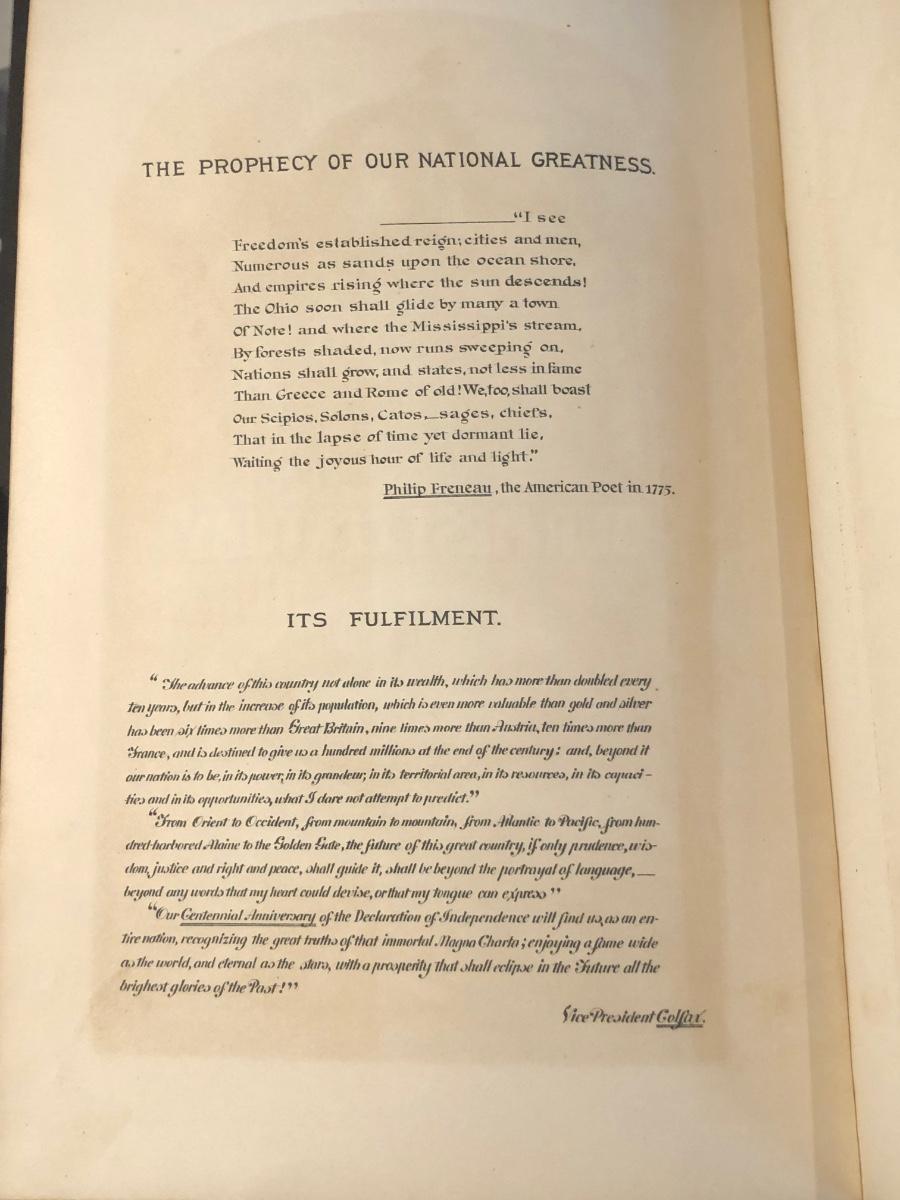 THE PROPHECY OF OUR NATIONAL GREATNESS.
“I see
Freedom's established reign; cities and men,
Numerous as sands upon the ocean shore,
And empires rising where the sun descends!
The Ohio soon shall glide by many a town
Of Note! and where the Mississippi's stream,
By forests shaded, now runs sweeping on,
Nations shall grow, and states, not less in fame
Than Greece and Rome of old! We, too, shall boast
Our Scipios, Solons, Catos,—sages, chiefs,
That in the lapse of time yet dormant lie,
Waiting the joyous hour of life and light.”
Philip Freneau, the American Poet in 1775.
ITS FULFILMENT.
“The advance of this country not alone in its wealth, which has more than doubled every
ten years, but in the increase of its population, which is even more valuable than gold and silver
has been six times more than Great Britain, nine times more than Austria, ten times more than
France, and is destined to give us a hundred millions at the end of the century: and, beyond it
our nation is to be, in its power, in its grandeur, in its territorial area, in its resources, in its capaci-
ties and in its opportunities, what I dare not attempt to predict.”
“From Orient to Occident, from mountain to mountain, from Atlantic to Pacific, from hun-
dred-harbored Maine to the Golden Gate, the future of this great country, if only prudence, wis-
dom, justice and right and peace, shall guide it, shall be beyond the portrayal of language,—
beyond any words that my heart could devise, or that my tongue can express”
“Our Centennial Anniversary of the Declaration of Independence will find us, as an en-
tire nation, recognizing the great truths of that immortal Magna Charta; enjoying a fame wide
as the world, and eternal as the stars, with a prosperity that shall eclipse in the Future all the
brighest glories of the Past!”
Vice President Colfax.